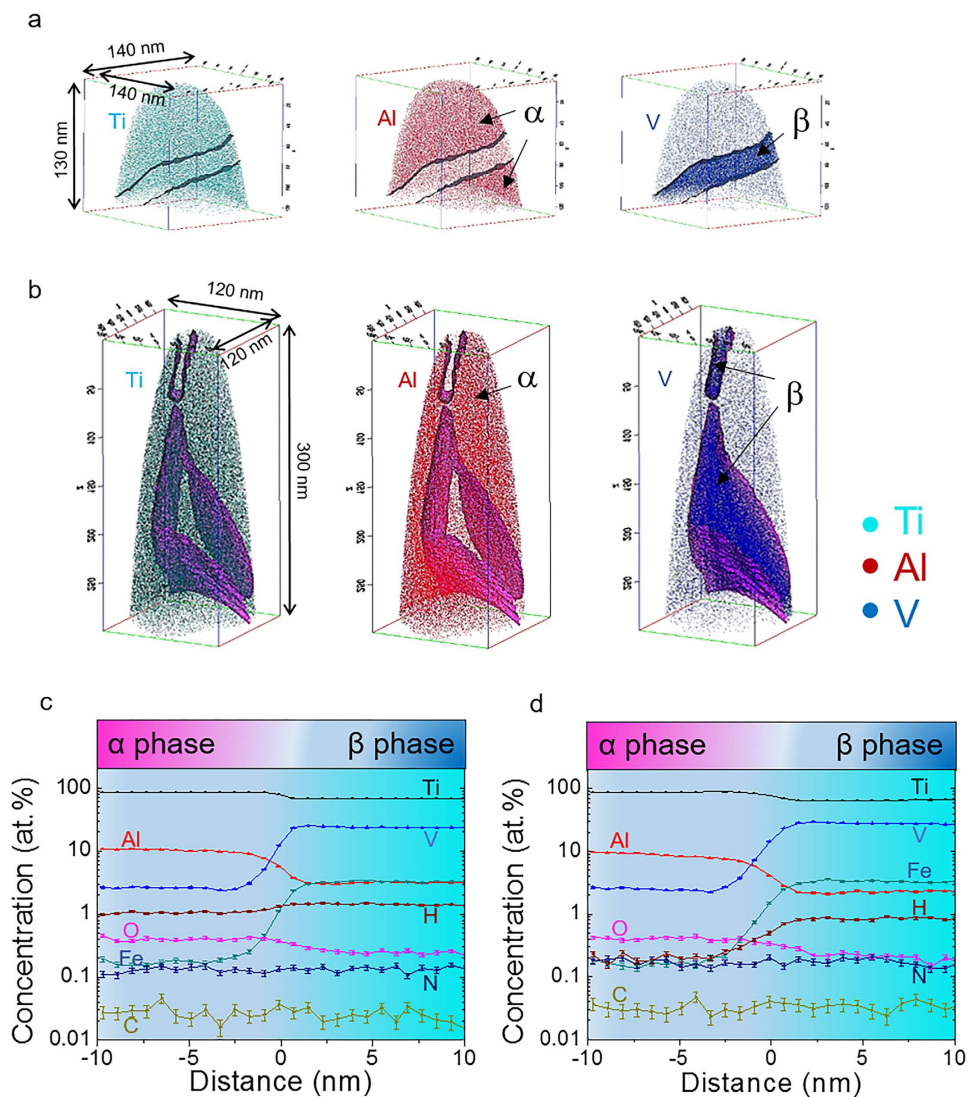 a
140 nm
140 nm
130 nm
Ti
Al
α
V
β
b
120 nm
120 nm
300 nm
Ti
Al
α
V
β
Ti
Al
V
c
α phase
β phase
Concentration (at.%)
100
10
1
0.1
0.01
Ti
Al
V
H
O
Fe
N
C
-10
-5
0
5
10
Distance (nm)
d
α phase
β phase
Concentration (at.%)
100
10
1
0.1
0.01
Ti
V
Al
Fe
H
O
N
C
-10
-5
0
5
10
Distance (nm)